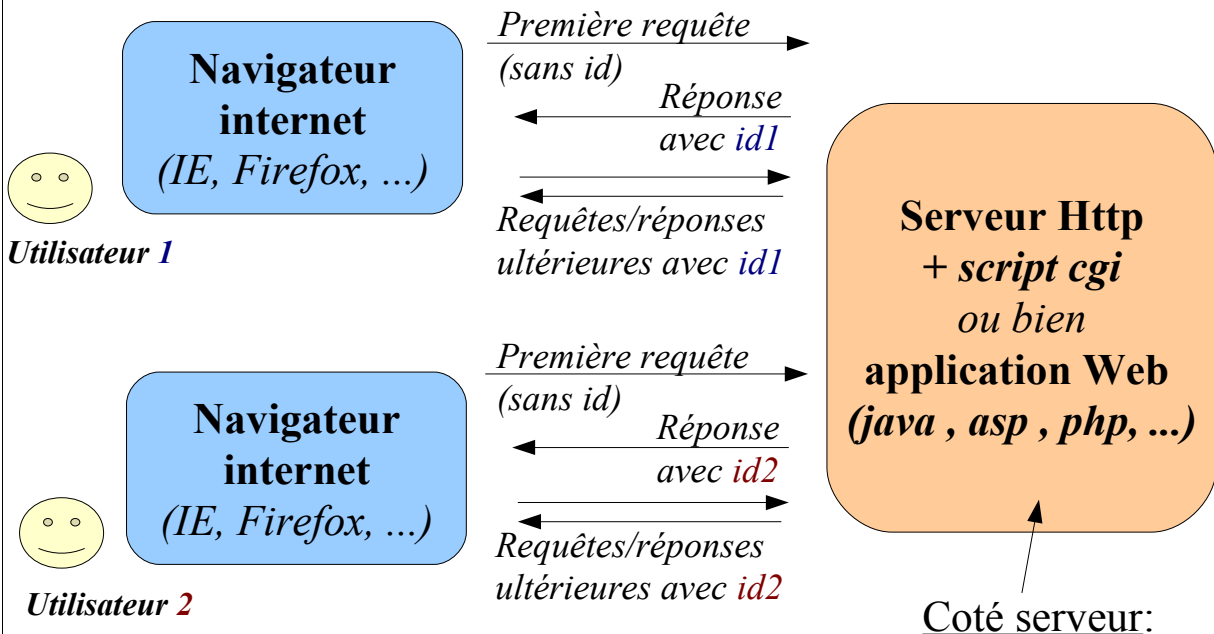 Première requête
(sans id)
Navigateur
internet
(IE, Firefox, ...)
Réponse
avec id1
Requêtes/réponses
ultérieures avec id1
Utilisateur 1
Serveur Http
+ script cgi
ou bien
application Web
(java , asp , php, ...)
Première requête
(sans id)
Navigateur
internet
(IE, Firefox, ...)
Réponse
avec id2
Requêtes/réponses
ultérieures avec id2
Utilisateur 2
Coté serveur: